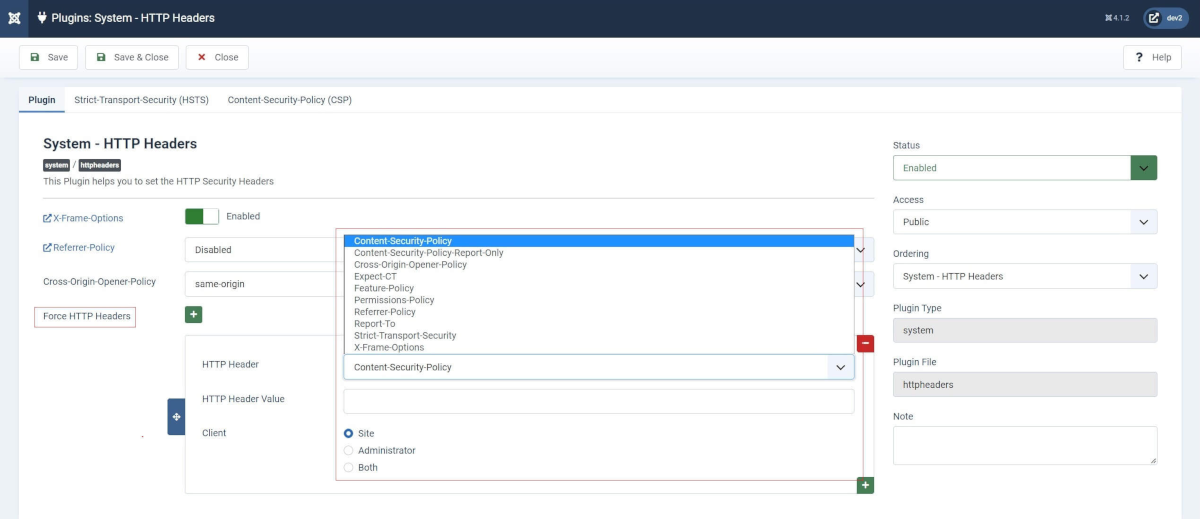 Plugins: System - HTTP Headers
4.1.2
dev2
Save
Save & Close
Close
? Help
Plugin
Strict-Transport-Security (HSTS)
Content-Security-Policy (CSP)
System - HTTP Headers
system / httpheaders
This Plugin helps you to set the HTTP Security Headers
X-Frame-Options
Enabled
Referrer-Policy
Disabled
Cross-Origin-Opener-Policy
same-origin
Force HTTP Headers
Content-Security-Policy
Content-Security-Policy-Report-Only
Cross-Origin-Opener-Policy
Expect-CT
Feature-Policy
Permissions-Policy
Referrer-Policy
Report-To
Strict-Transport-Security
X-Frame-Options
HTTP Header
Content-Security-Policy
HTTP Header Value
Client
Site
Administrator
Both
Status
Enabled
Access
Public
Ordering
System - HTTP Headers
Plugin Type
system
Plugin File
httpheaders
Note